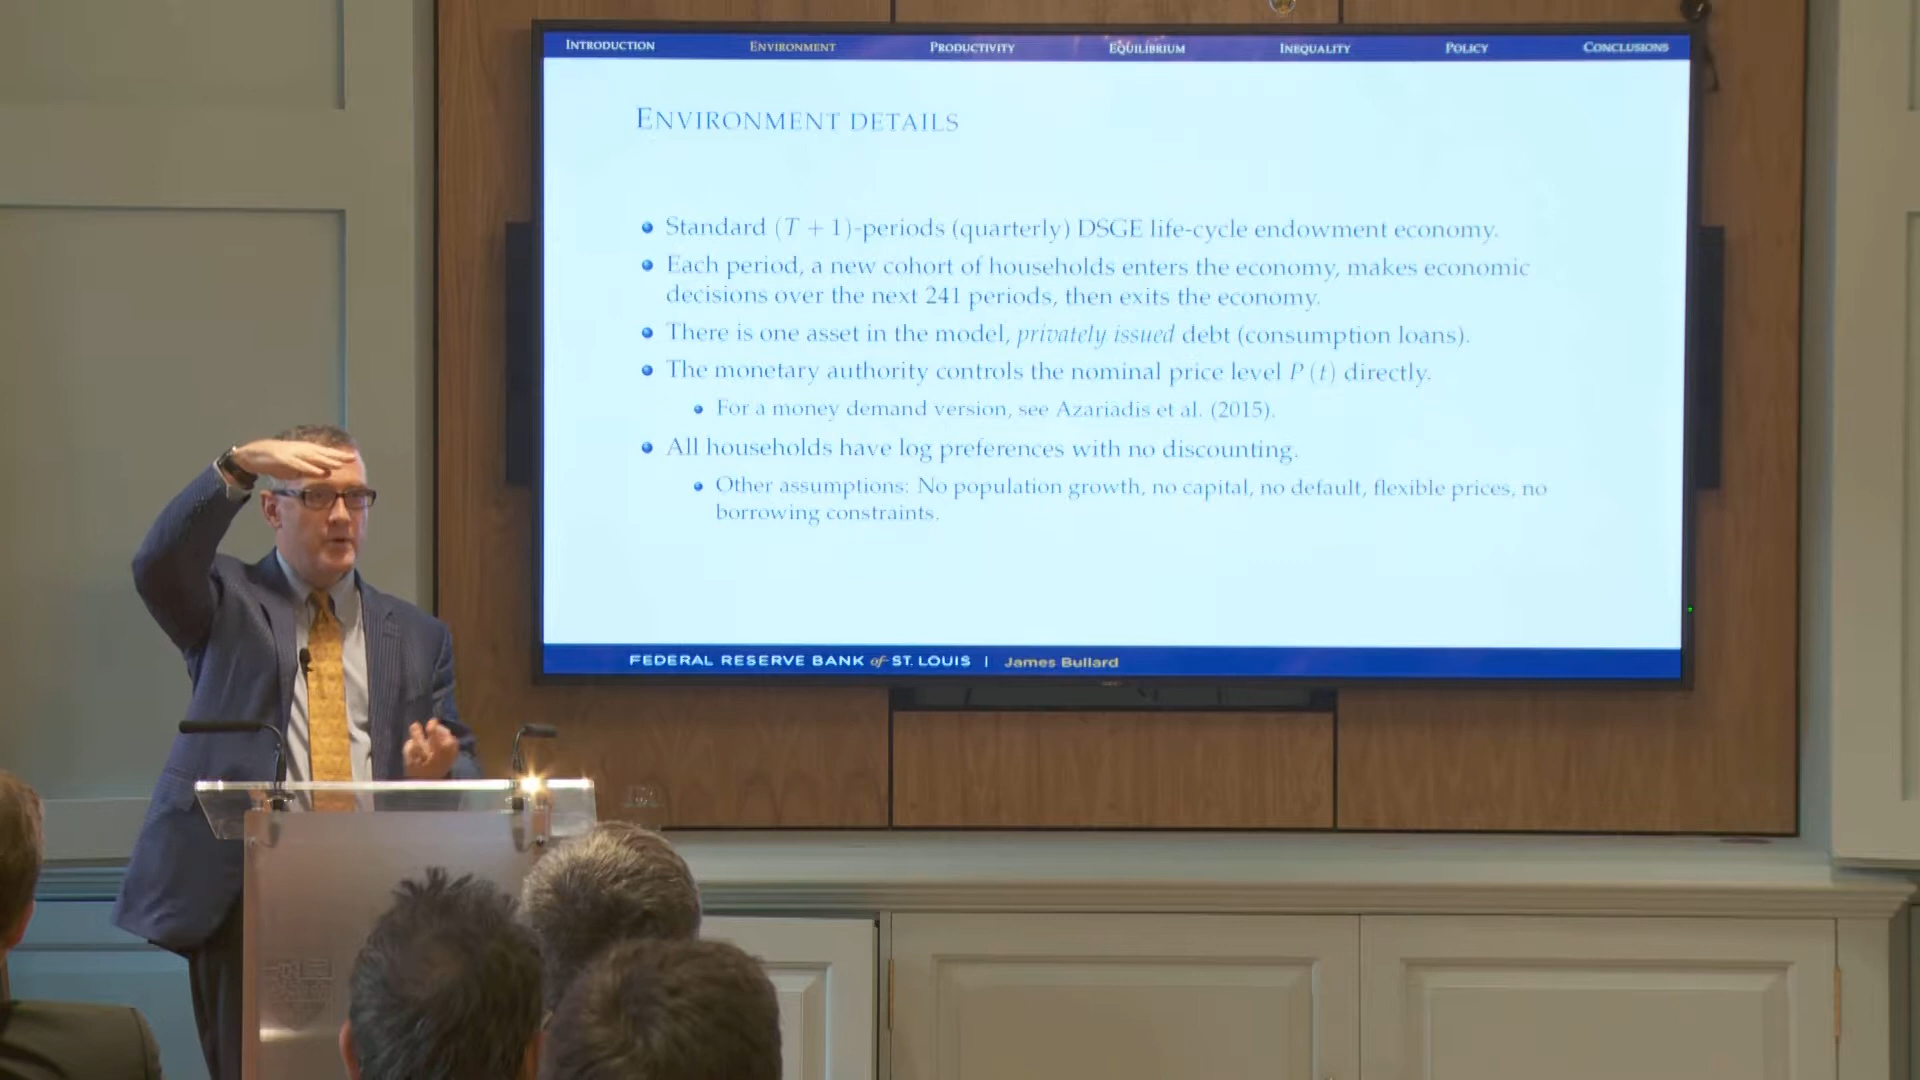 INTRODUCTION ENVIRONMENT PRODUCTIVITY EQUILIBRIUM INEQUALITY POLICY CONCLUSIONS
ENVIRONMENT DETAILS
Standard (T + 1)-periods (quarterly) DSGE life-cycle endowment economy.
Each period, a new cohort of households enters the economy, makes economic
decisions over the next 241 periods, then exits the economy.
There is one asset in the model, privately issued debt (consumption loans).
The monetary authority controls the nominal price level P (t) directly.
For a money demand version, see Azariadis et al. (2015).
All households have log preferences with no discounting.
Other assumptions: No population growth, no capital, no default, flexible prices, no
borrowing constraints.
FEDERAL RESERVE BANK of ST. LOUIS | James Bullard